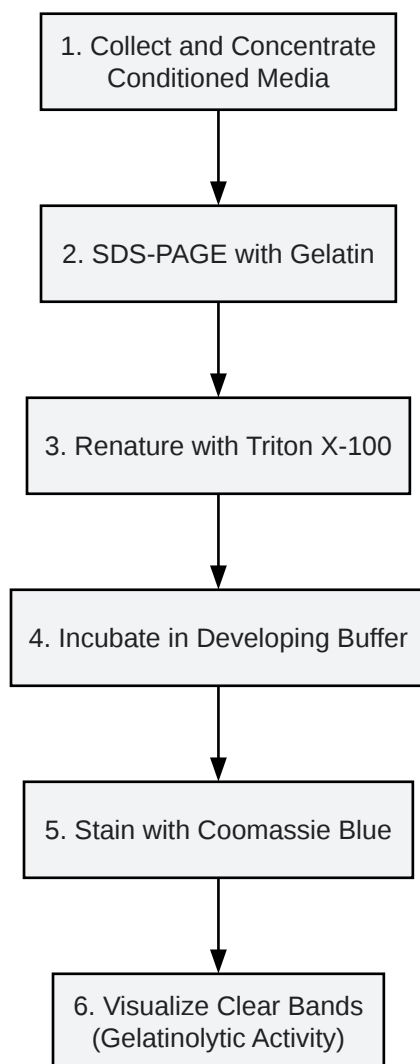 1. Collect and Concentrate
Conditioned Media
2. SDS-PAGE with Gelatin
3. Renature with Triton X-100
4. Incubate in Developing Buffer
5. Stain with Coomassie Blue
6. Visualize Clear Bands
(Gelatinolytic Activity)